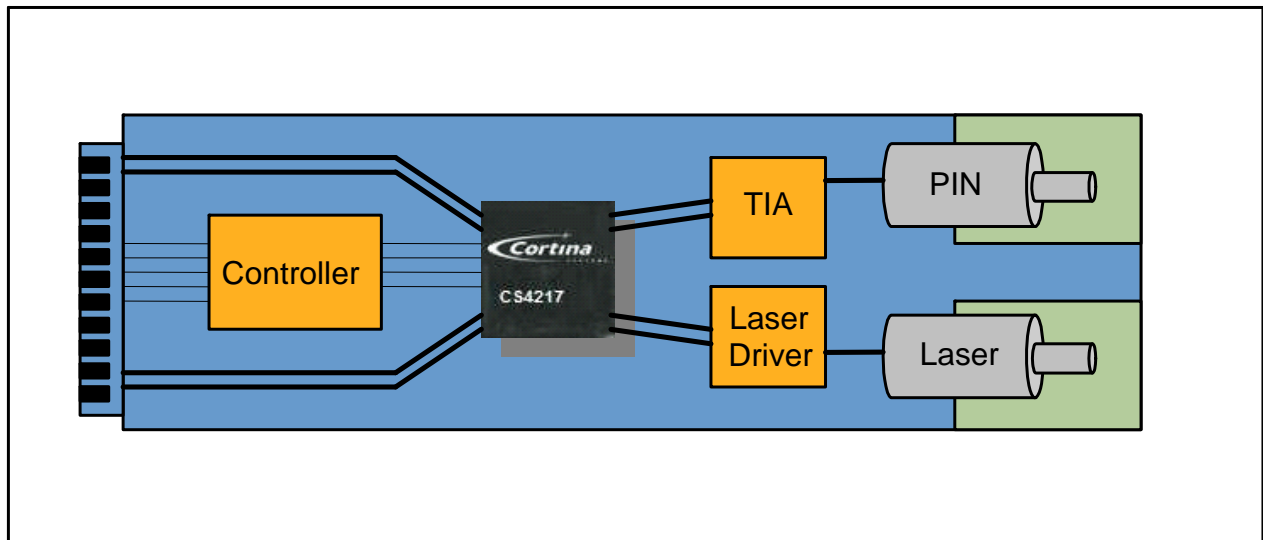 PIN
TIA
Cortina
Controller
CS4217
Laser
Driver
Laser